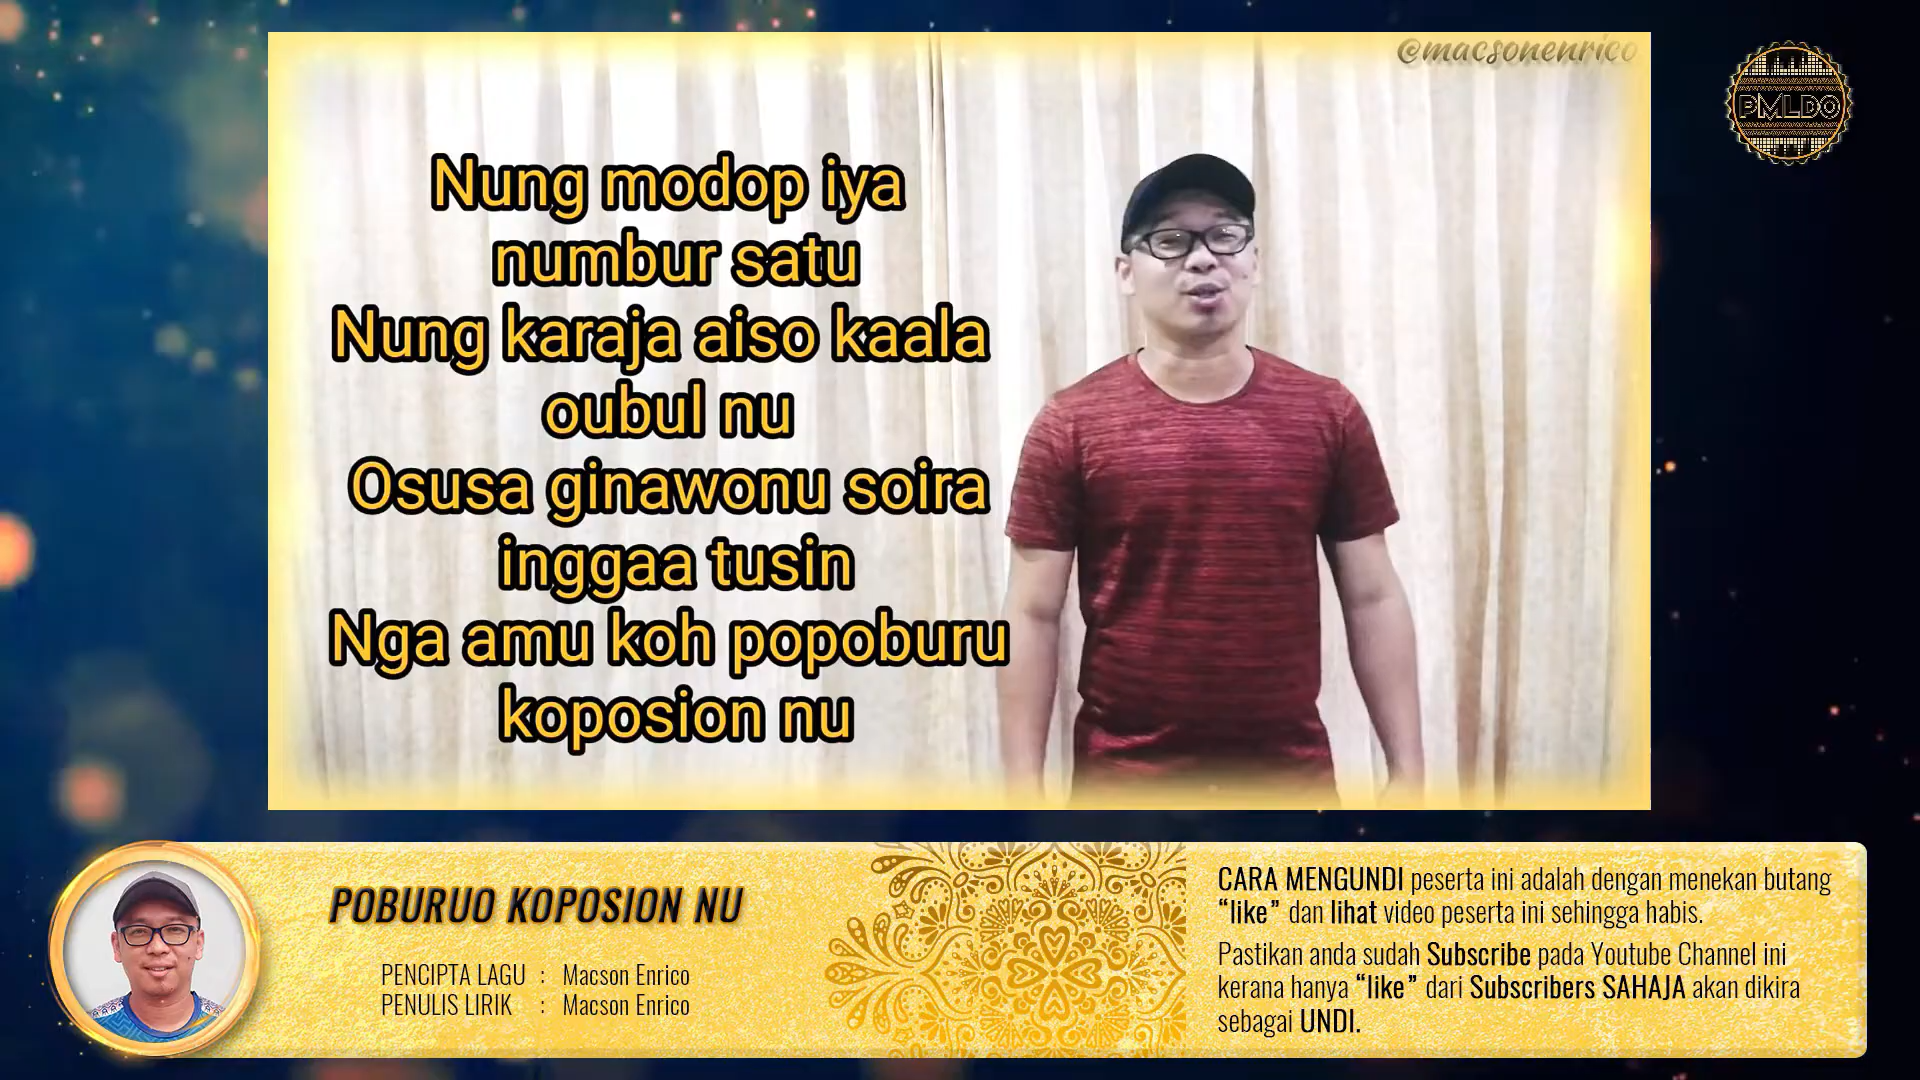 @macsonenrico
PMLDO
Nung modop iya
numbur satu
Nung karaja aiso kaala
oubul nu
Osusa ginawonu soira
inggaa tusin
Nga amu koh popoburu
koposion nu
POBURUO KOPOSION NU
PENCIPTA LAGU : Macson Enrico
PENULIS LIRIK : Macson Enrico
CARA MENGUNDI peserta ini adalah dengan menekan butang
“like” dan lihat video peserta ini sehingga habis.
Pastikan anda sudah Subscribe pada Youtube Channel ini
kerana hanya “like” dari Subscribers SAHAJA akan dikira
sebagai UNDI.